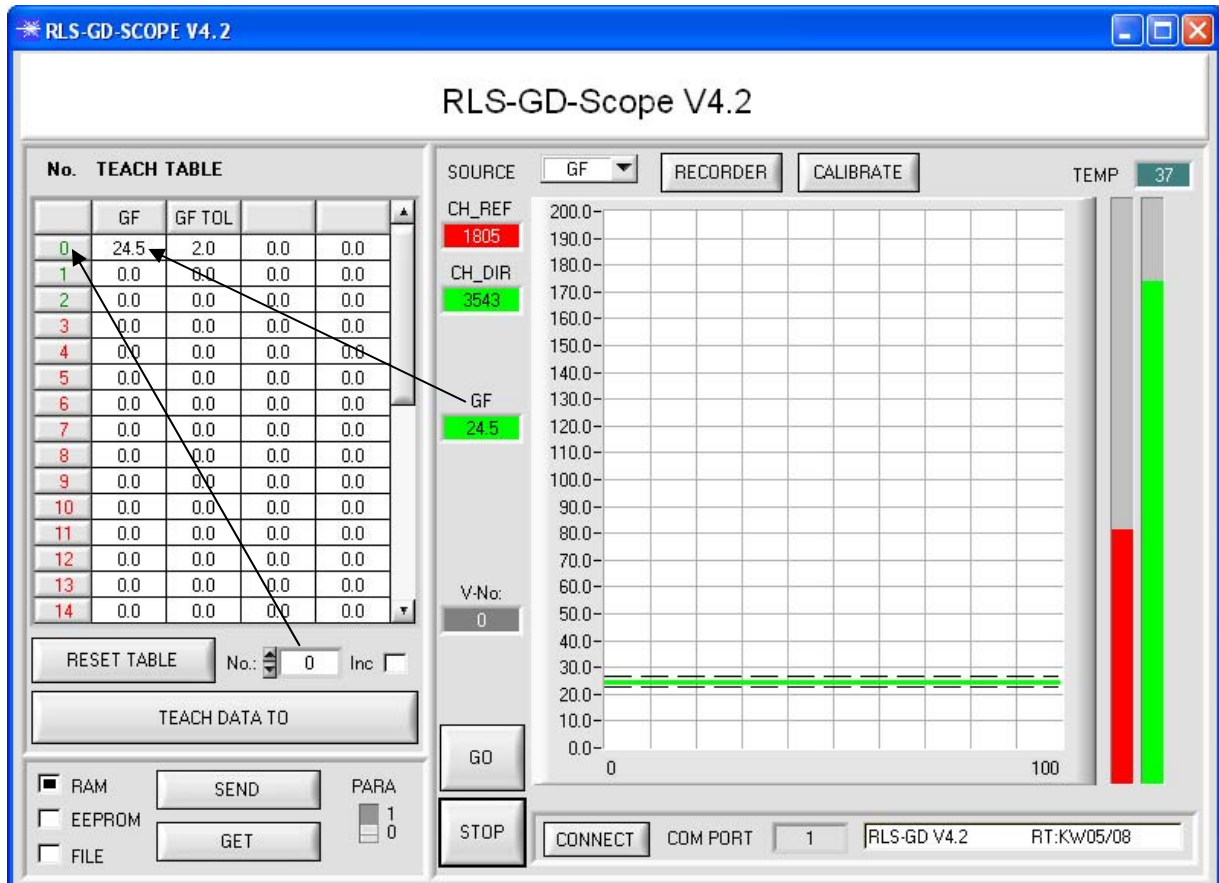 RLS-GD-SCOPE V4.2
RLS-GD-Scope V4.2
No. TEACH TABLE
GF GF TOL
0 24.5 2.0 0.0 0.0
1 0.0 0.0 0.0 0.0
2 0.0 0.0 0.0 0.0
3 0.0 0.0 0.0 0.0
4 0.0 0.0 0.0 0.0
5 0.0 0.0 0.0 0.0
6 0.0 0.0 0.0 0.0
7 0.0 0.0 0.0 0.0
8 0.0 0.0 0.0 0.0
9 0.0 0.0 0.0 0.0
10 0.0 0.0 0.0 0.0
11 0.0 0.0 0.0 0.0
12 0.0 0.0 0.0 0.0
13 0.0 0.0 0.0 0.0
14 0.0 0.0 0.0 0.0
RESET TABLE No.: 0 Inc
TEACH DATA TO
RAM
EEPROM
FILE
SEND
GET
PARA
1
0
SOURCE GF RECORDER CALIBRATE TEMP 37
CH_REF
1805
CH_DIR
3543
GF
24.5
V-No:
0
GO
STOP
200.0
190.0
180.0
170.0
160.0
150.0
140.0
130.0
120.0
110.0
100.0
90.0
80.0
70.0
60.0
50.0
40.0
30.0
20.0
10.0
0.0
0 100
CONNECT COM PORT 1 RLS-GD V4.2 RT:KW05/08